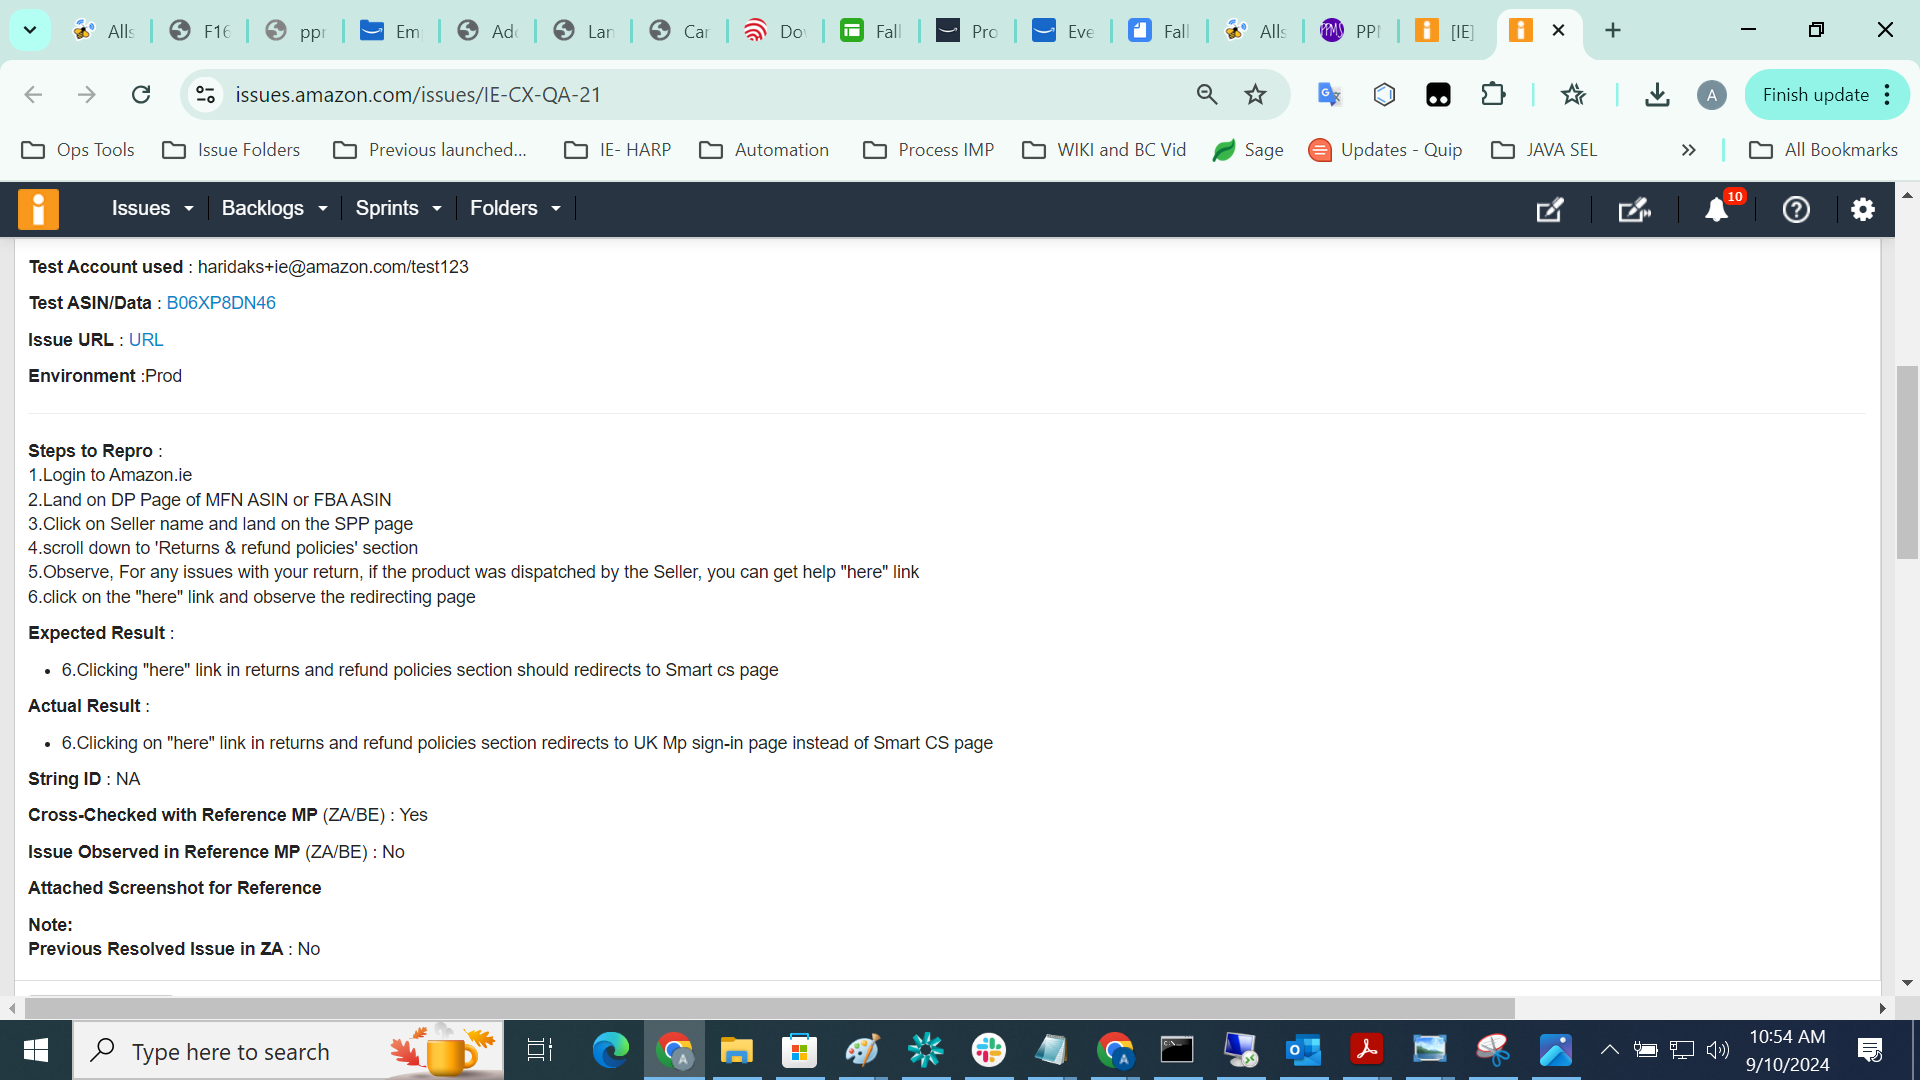 Alls
F16
ppr
Em
Add
Lan
Car
Do
Fall
Pro
Eve
Fall
Alls
PPI
[IE]
issues.amazon.com/issues/IE-CX-QA-21
A
Finish update
Ops Tools
Issue Folders
Previous launched...
IE- HARP
Automation
Process IMP
WIKI and BC Vid
Sage
Updates - Quip
JAVA SEL
All Bookmarks
Issues
Backlogs
Sprints
Folders
10
Test Account used : haridaks+ie@amazon.com/test123
Test ASIN/Data : B06XP8DN46
Issue URL : URL
Environment :Prod
Steps to Repro :
1.Login to Amazon.ie
2.Land on DP Page of MFN ASIN or FBA ASIN
3.Click on Seller name and land on the SPP page
4.scroll down to 'Returns & refund policies' section
5.Observe, For any issues with your return, if the product was dispatched by the Seller, you can get help "here" link
6.click on the "here" link and observe the redirecting page
Expected Result :
• 6.Clicking "here" link in returns and refund policies section should redirects to Smart cs page
Actual Result :
• 6.Clicking on "here" link in returns and refund policies section redirects to UK Mp sign-in page instead of Smart CS page
String ID : NA
Cross-Checked with Reference MP (ZA/BE) : Yes
Issue Observed in Reference MP (ZA/BE) : No
Attached Screenshot for Reference
Note:
Previous Resolved Issue in ZA : No
Type here to search
10:54 AM
9/10/2024